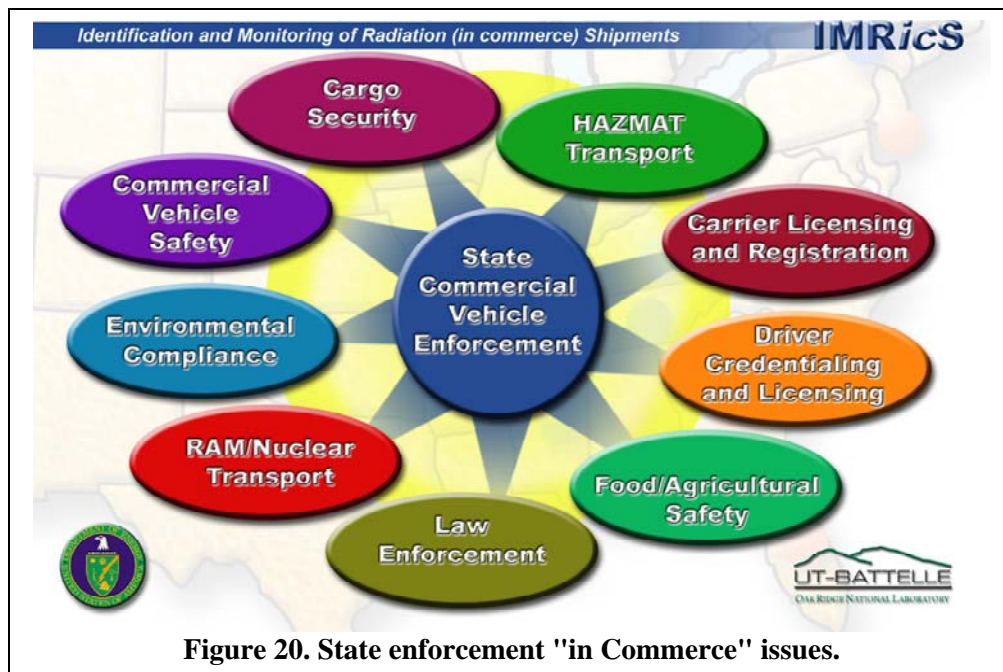 Identification and Monitoring of Radiation (in commerce) Shipments
IMRicS
Cargo
Security
HAZMAT
Transport
Commercial
Vehicle
Safety
Carrier Licensing
and Registration
State
Commercial
Vehicle
Enforcement
Environmental
Compliance
Driver
Credentialing
and Licensing
RAM/Nuclear
Transport
Food/Agricultural
Safety
Law
Enforcement
UT-BATTELLE
OAK RIDGE NATIONAL LABORATORY
Figure 20. State enforcement "in Commerce" issues.